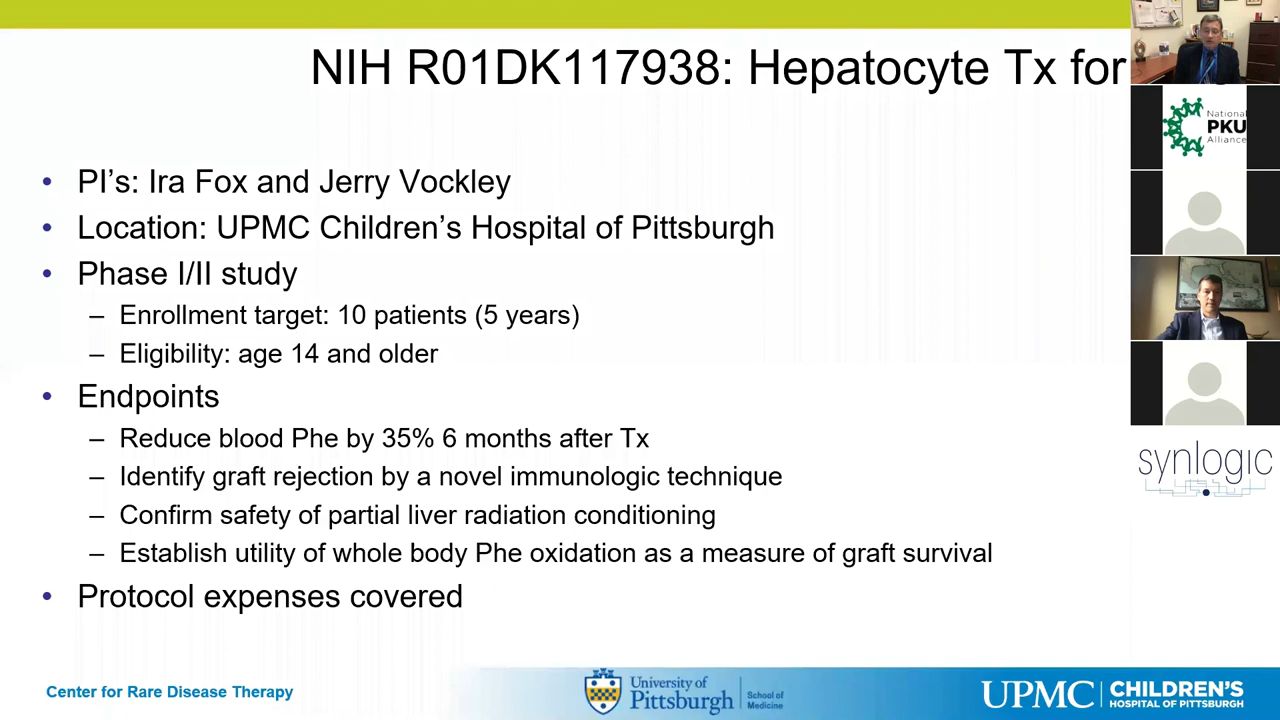 NIH R01DK117938: Hepatocyte Tx for
• PI’s: Ira Fox and Jerry Vockley
• Location: UPMC Children’s Hospital of Pittsburgh
• Phase I/II study
– Enrollment target: 10 patients (5 years)
– Eligibility: age 14 and older
• Endpoints
– Reduce blood Phe by 35% 6 months after Tx
– Identify graft rejection by a novel immunologic technique
– Confirm safety of partial liver radiation conditioning
– Establish utility of whole body Phe oxidation as a measure of graft survival
• Protocol expenses covered
National
PKU
Alliance
synlogic
Center for Rare Disease Therapy
University of
Pittsburgh
School of
Medicine
UPMC
CHILDREN’S
HOSPITAL OF PITTSBURGH